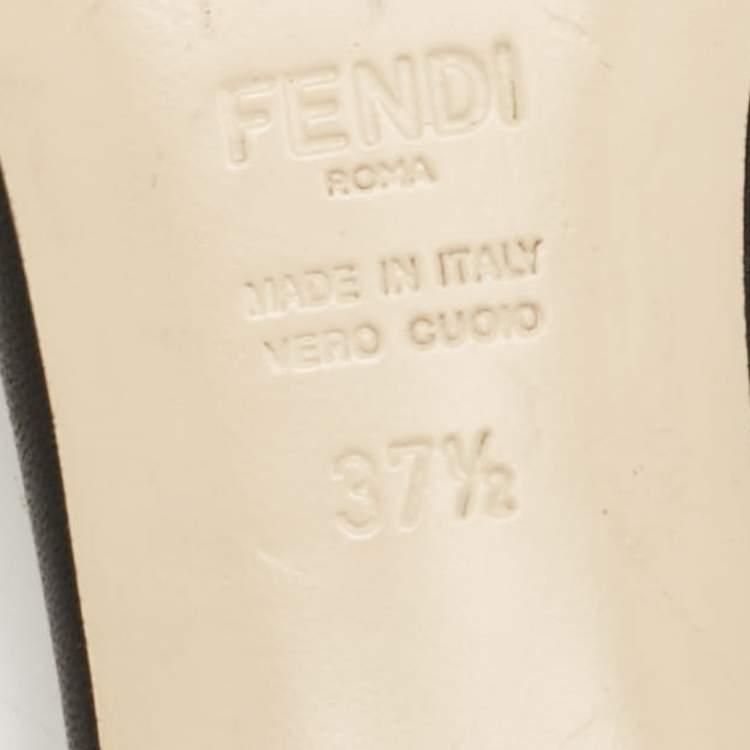 FENDI
ROMA
MADE IN ITALY
VERO CUOIO
37½